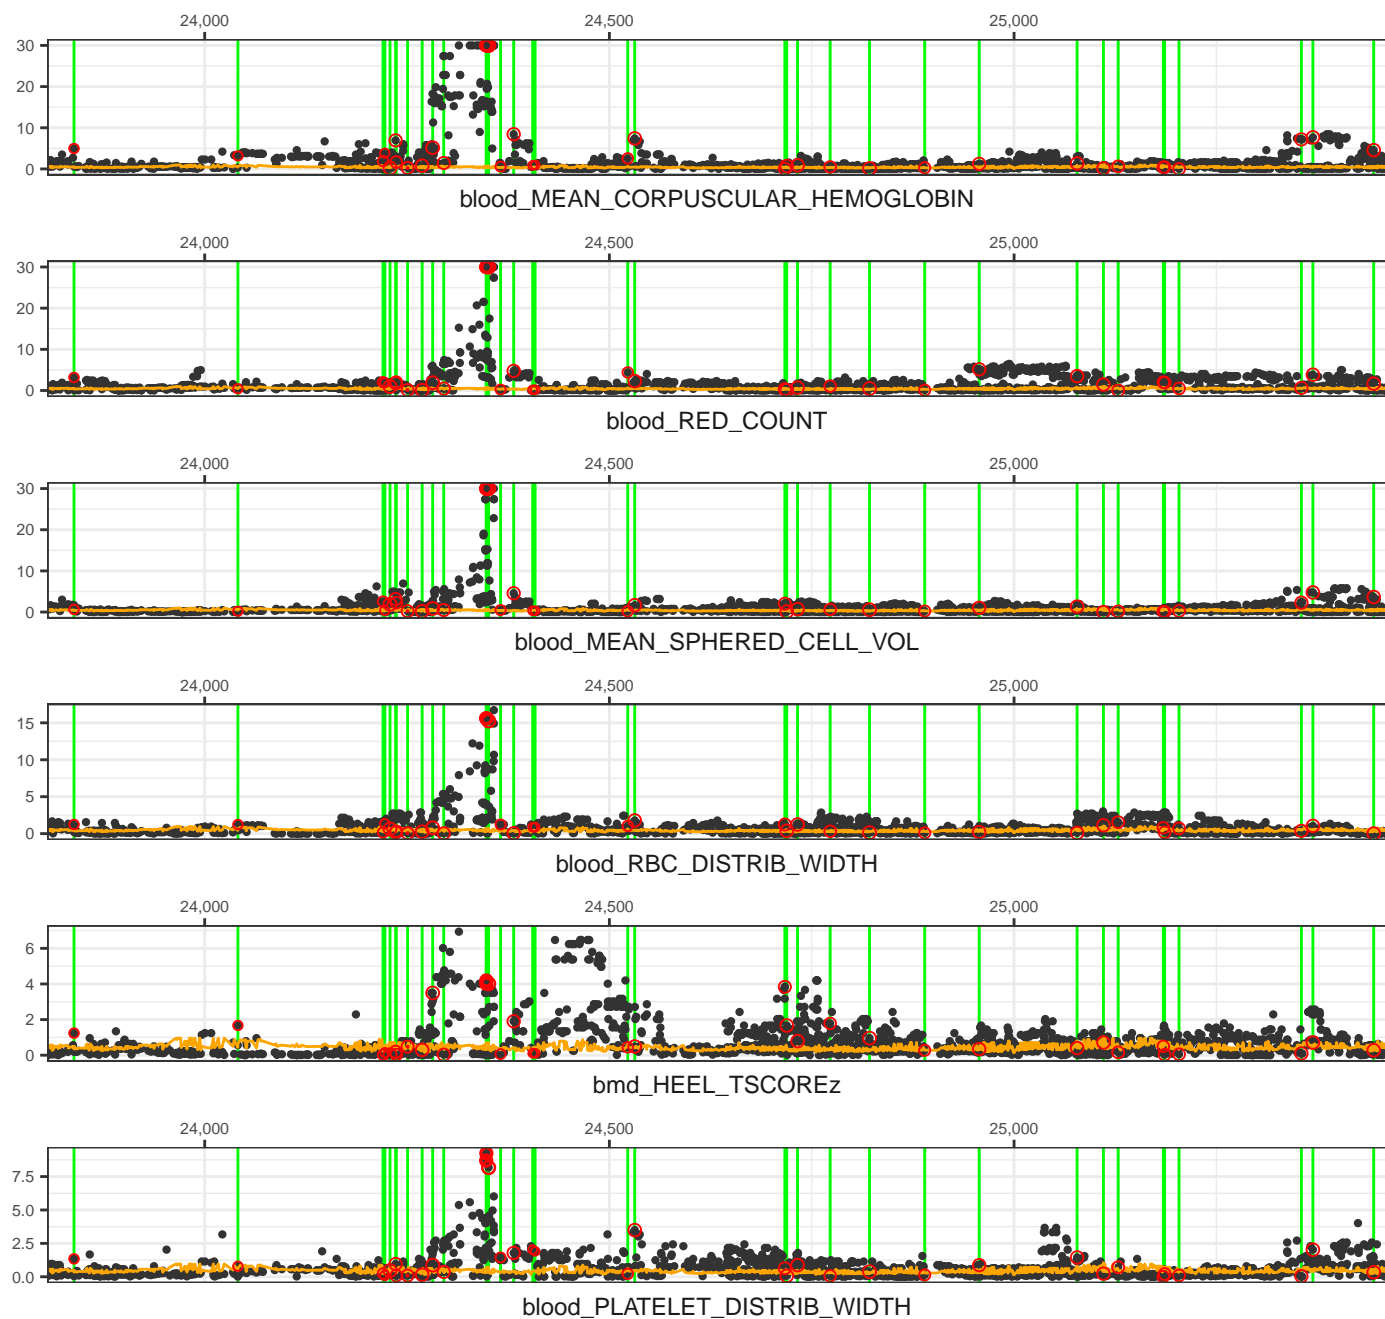 24,000 24,500 25,000
30
20
10
0
blood_MEAN_CORPUSCULAR_HEMOGLOBIN
24,000 24,500 25,000
30
20
10
0
blood_RED_COUNT
24,000 24,500 25,000
30
20
10
0
blood_MEAN_SPHERED_CELL_VOL
24,000 24,500 25,000
15
10
5
0
blood_RBC_DISTRIB_WIDTH
24,000 24,500 25,000
6
4
2
0
bmd_HEEL_TSCOREz
24,000 24,500 25,000
7.5
5.0
2.5
0.0
blood_PLATELET_DISTRIB_WIDTH